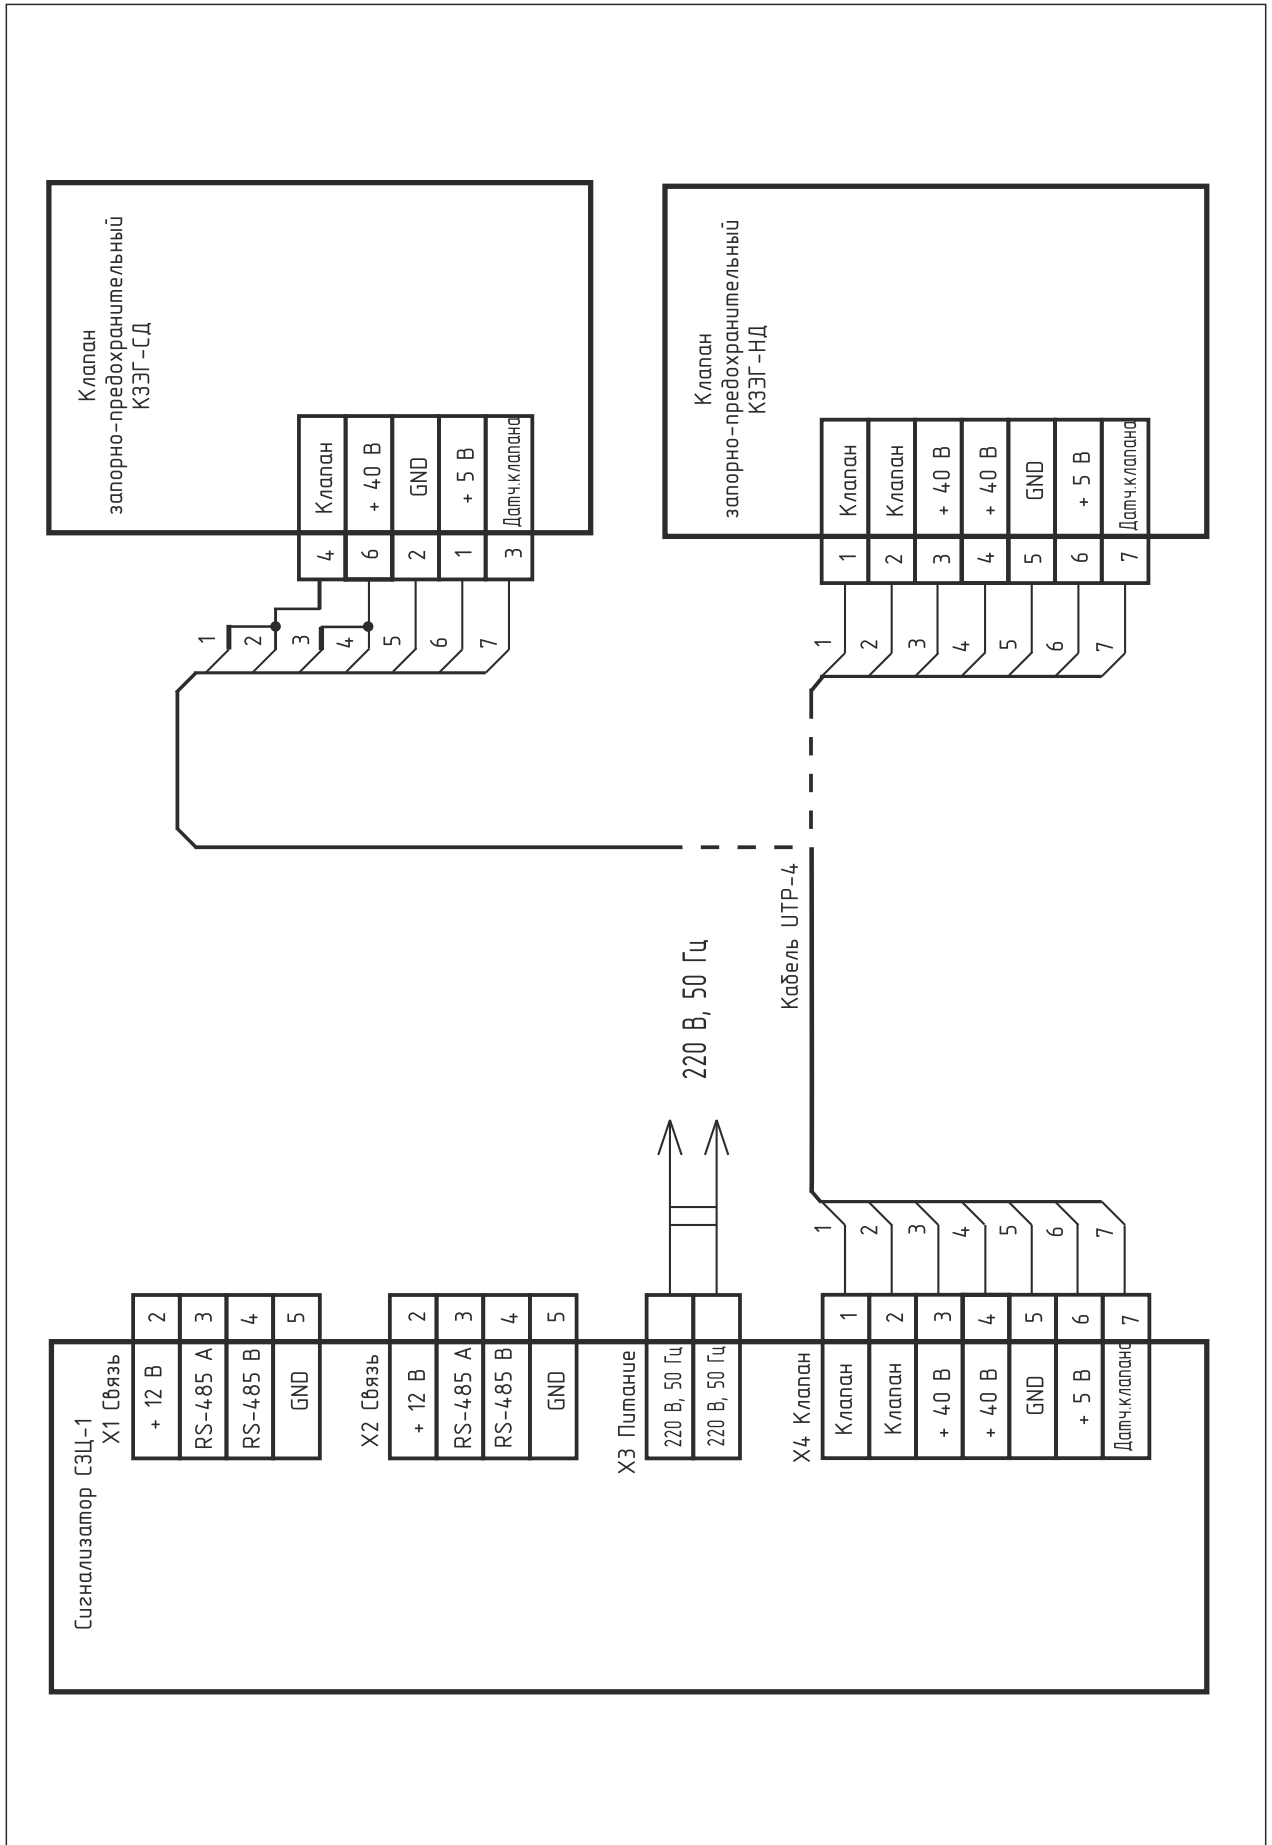 Сигнализатор СЗЦ-1
X1 Связь
+ 12 В 2
RS-485 A 3
RS-485 B 4
GND 5
X2 Связь
+ 12 В 2
RS-485 A 3
RS-485 B 4
GND 5
X3 Питание
220 В, 50 Гц
220 В, 50 Гц
220 В, 50 Гц
X4 Клапан
Клапан 1 1
Клапан 2 2
+ 40 В 3 3
+ 40 В 4 4
GND 5 5
+ 5 В 6 6
Датч.клапана 7 7
Кабель UTP-4
Клапан
запорно-предохранительный
КЗЭГ-СД
1
2 4 Клапан
3
4 6 + 40 В
5 2 GND
6 1 + 5 В
7 3 Датч.клапана
Клапан
запорно-предохранительный
КЗЭГ-НД
1 1 Клапан
2 2 Клапан
3 3 + 40 В
4 4 + 40 В
5 5 GND
6 6 + 5 В
7 7 Датч.клапана